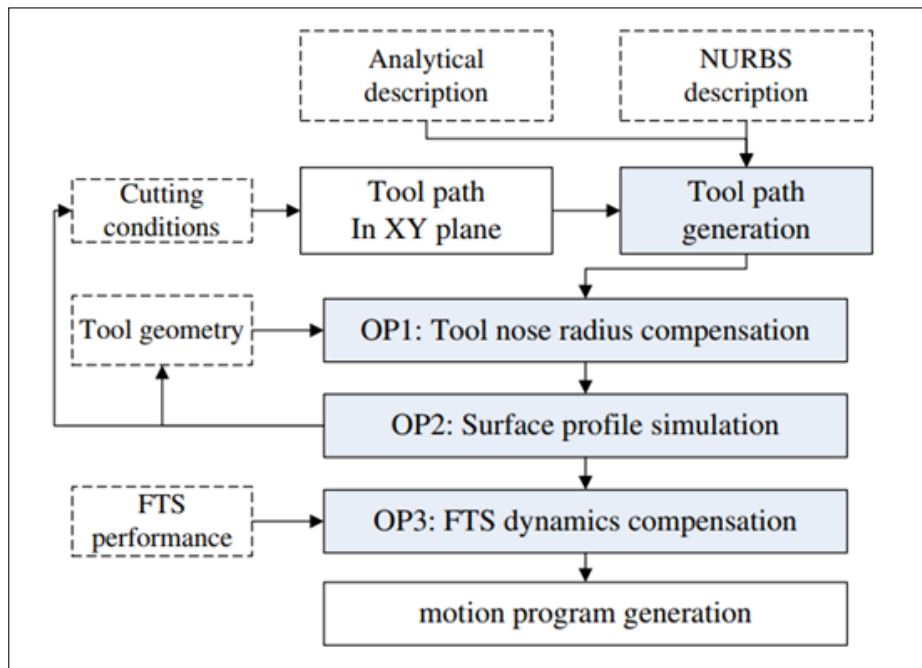 Analytical
description
NURBS
description
Cutting
conditions
Tool path
In XY plane
Tool path
generation
Tool geometry
OP1: Tool nose radius compensation
OP2: Surface profile simulation
FTS
performance
OP3: FTS dynamics compensation
motion program generation